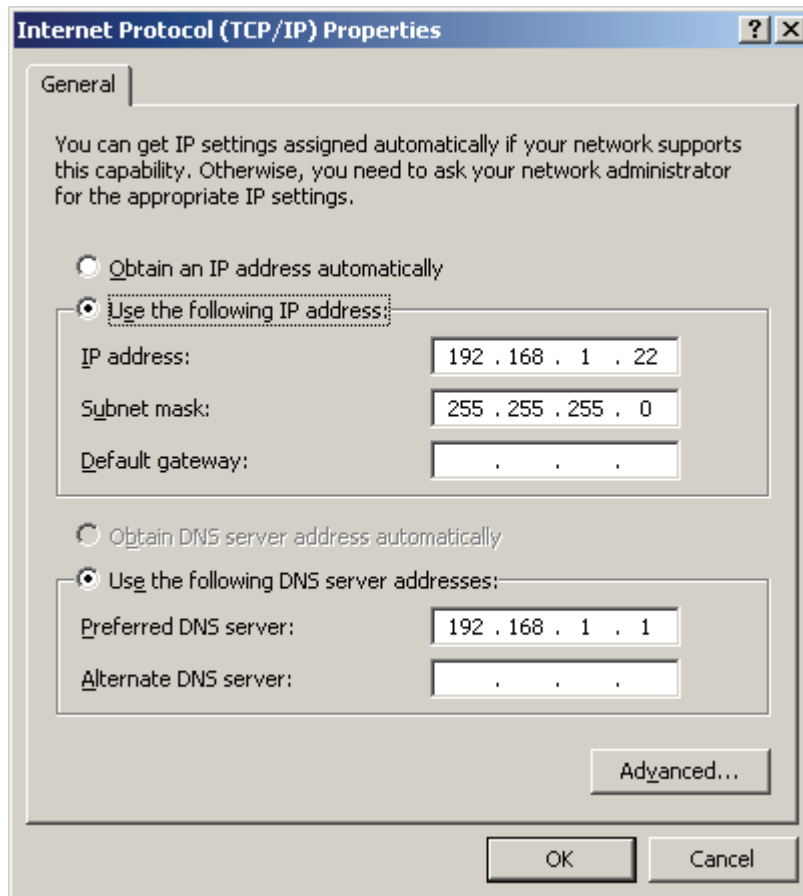 Internet Protocol (TCP/IP) Properties
General
You can get IP settings assigned automatically if your network supports
this capability. Otherwise, you need to ask your network administrator
for the appropriate IP settings.
Obtain an IP address automatically
Use the following IP address:
IP address: 192 . 168 . 1 . 22
Subnet mask: 255 . 255 . 255 . 0
Default gateway: . . .
Obtain DNS server address automatically
Use the following DNS server addresses:
Preferred DNS server: 192 . 168 . 1 . 1
Alternate DNS server: . . .
Advanced...
OK Cancel